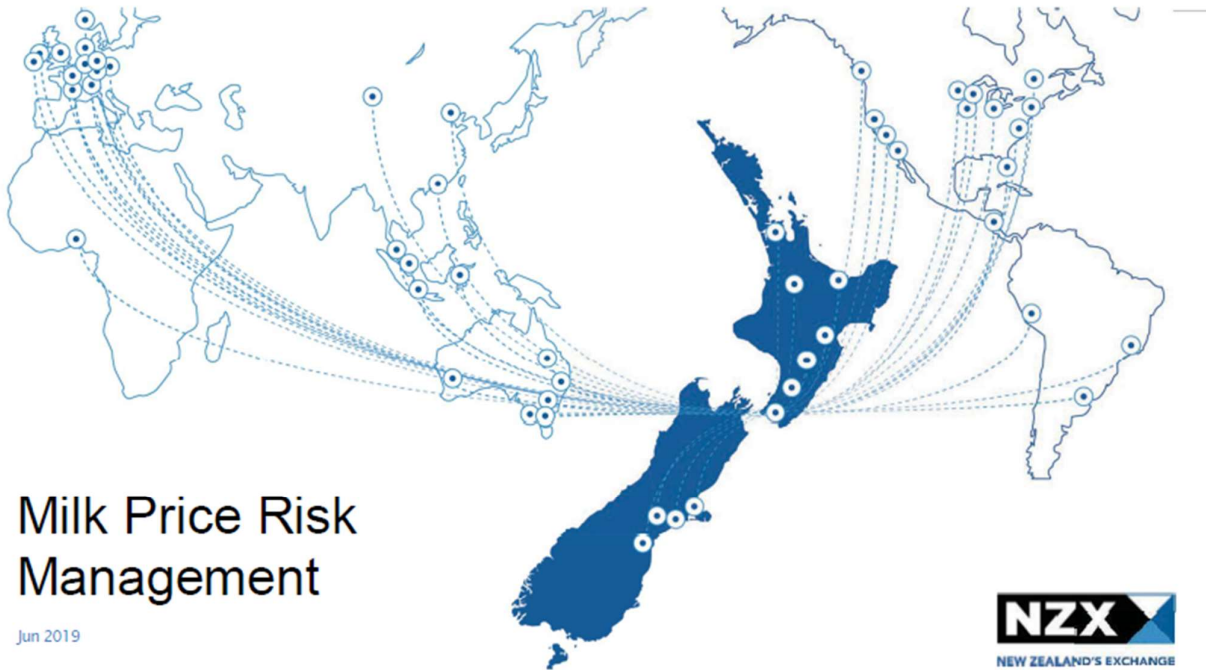 Milk Price Risk
Management
Jun 2019
NZX
NEW ZEALAND'S EXCHANGE